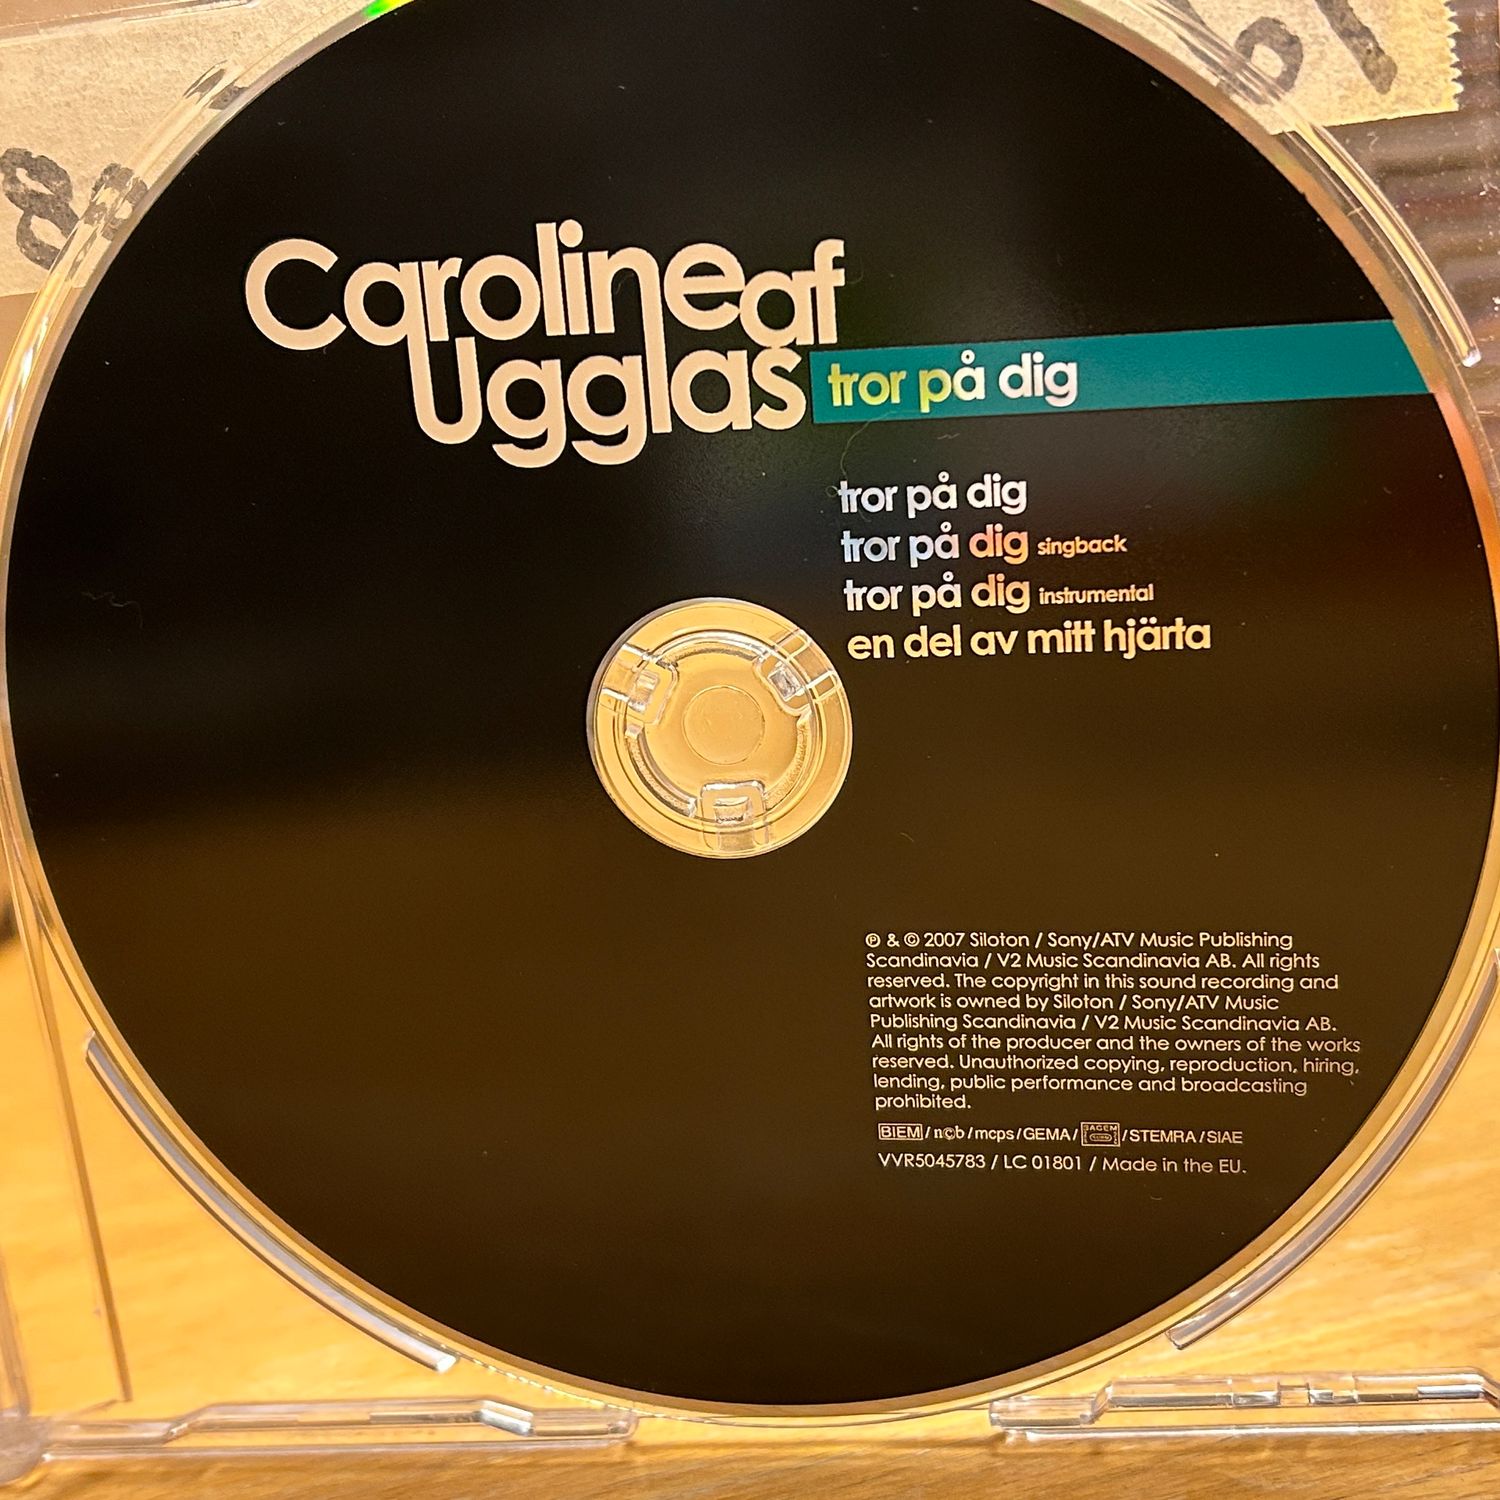 Caroline af
Ugglas
tror på dig
tror på dig
tror på dig singback
tror på dig instrumental
en del av mitt hjärta
℗ & © 2007 Siloton / Sony/ATV Music Publishing
Scandinavia / V2 Music Scandinavia AB. All rights
reserved. The copyright in this sound recording and
artwork is owned by Siloton / Sony/ATV Music
Publishing Scandinavia / V2 Music Scandinavia AB.
All rights of the producer and the owners of the works
reserved. Unauthorized copying, reproduction, hiring,
lending, public performance and broadcasting
prohibited.
BIEM / n©b / mcps / GEMA / SACEM / STEMRA / SIAE
VVR5045783 / LC 01801 / Made in the EU.